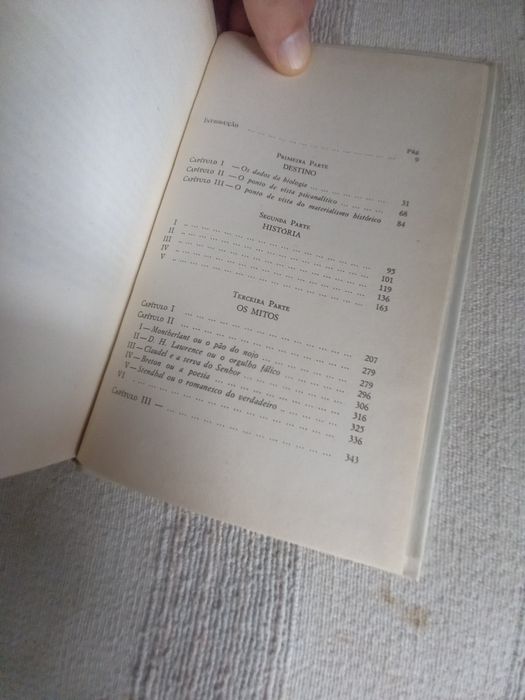 PÁG
INTRODUÇÃO ... 9
PRIMEIRA PARTE
DESTINO
CAPÍTULO I — Os dados da biologia ... 31
CAPÍTULO II — O ponto de vista psicanalítico ... 68
CAPÍTULO III — O ponto de vista do materialismo histórico 84
SEGUNDA PARTE
HISTÓRIA
I ... 95
II ... 101
III ... 119
IV ... 136
V ... 163
TERCEIRA PARTE
OS MITOS
CAPÍTULO I ... 207
CAPÍTULO II ... 279
I — Montherlant ou o pão do nojo ... 279
II — D. H. Lawrence ou o orgulho fálico ... 296
III — Claudel e a serva do Senhor ... 306
IV — Breton ou a poesia ... 316
V — Stendhal ou o romanesco do verdadeiro ... 325
VI ... 336
CAPÍTULO III — ... 343